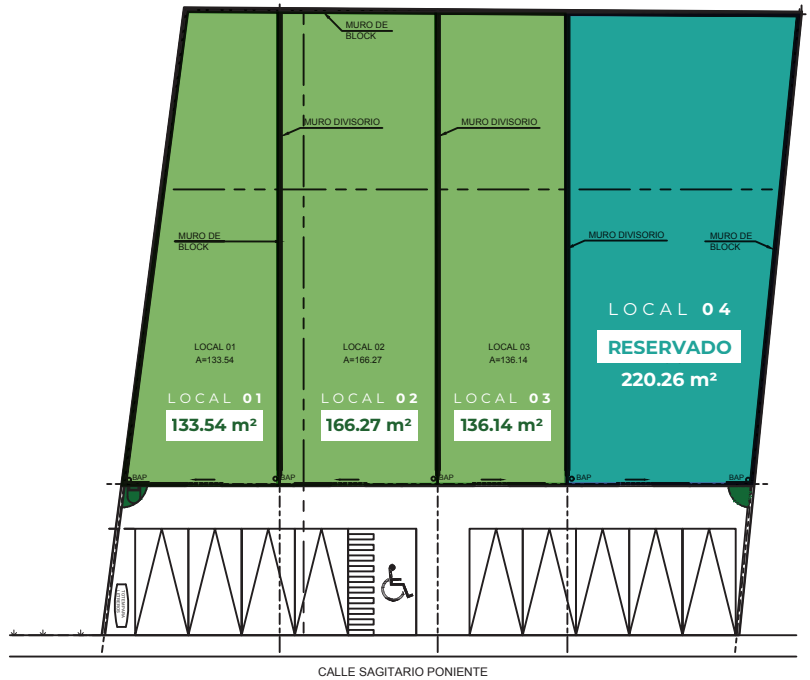 MURO DE
BLOCK
MURO DIVISORIO
MURO DIVISORIO
MURO DE
BLOCK
MURO DIVISORIO
MURO DE
BLOCK
LOCAL 04
RESERVADO
220.26 m²
LOCAL 01
A=133.54
LOCAL 02
A=166.27
LOCAL 03
A=136.14
LOCAL 01
133.54 m²
LOCAL 02
166.27 m²
LOCAL 03
136.14 m²
BAP
BAP
BAP
BAP
BAP
CALLE SAGITARIO PONIENTE